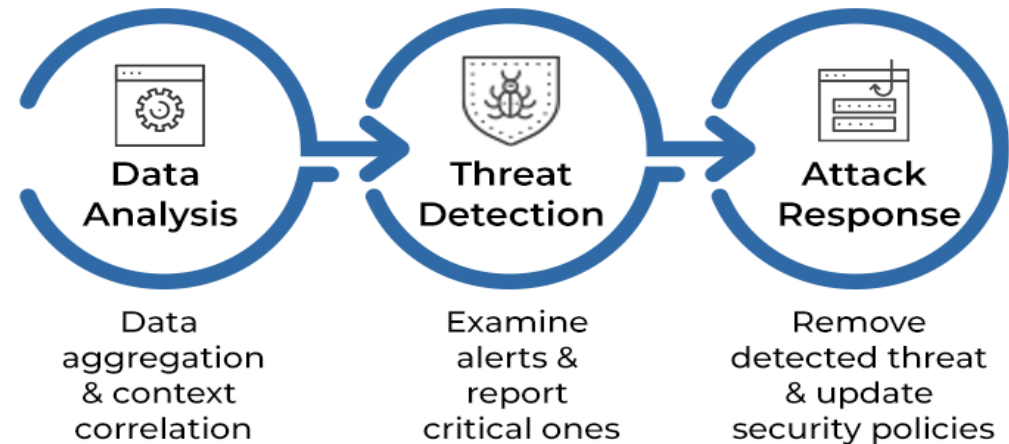 Data
Analysis
Threat
Detection
Attack
Response
Data
aggregation
& context
correlation
Examine
alerts &
report
critical ones
Remove
detected threat
& update
security policies